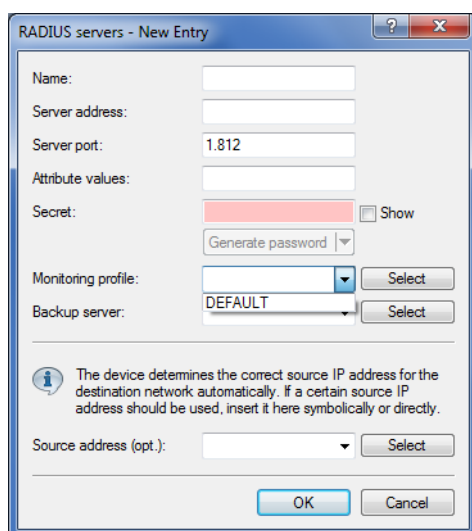 RADIUS servers - New Entry
?
Name:
Server address:
Server port: 1.812
Attribute values:
Secret: Show
Generate password
Monitoring profile: Select
DEFAULT
Backup server: Select
The device determines the correct source IP address for the
destination network automatically. If a certain source IP
address should be used, insert it here symbolically or directly.
Source address (opt.): Select
OK Cancel